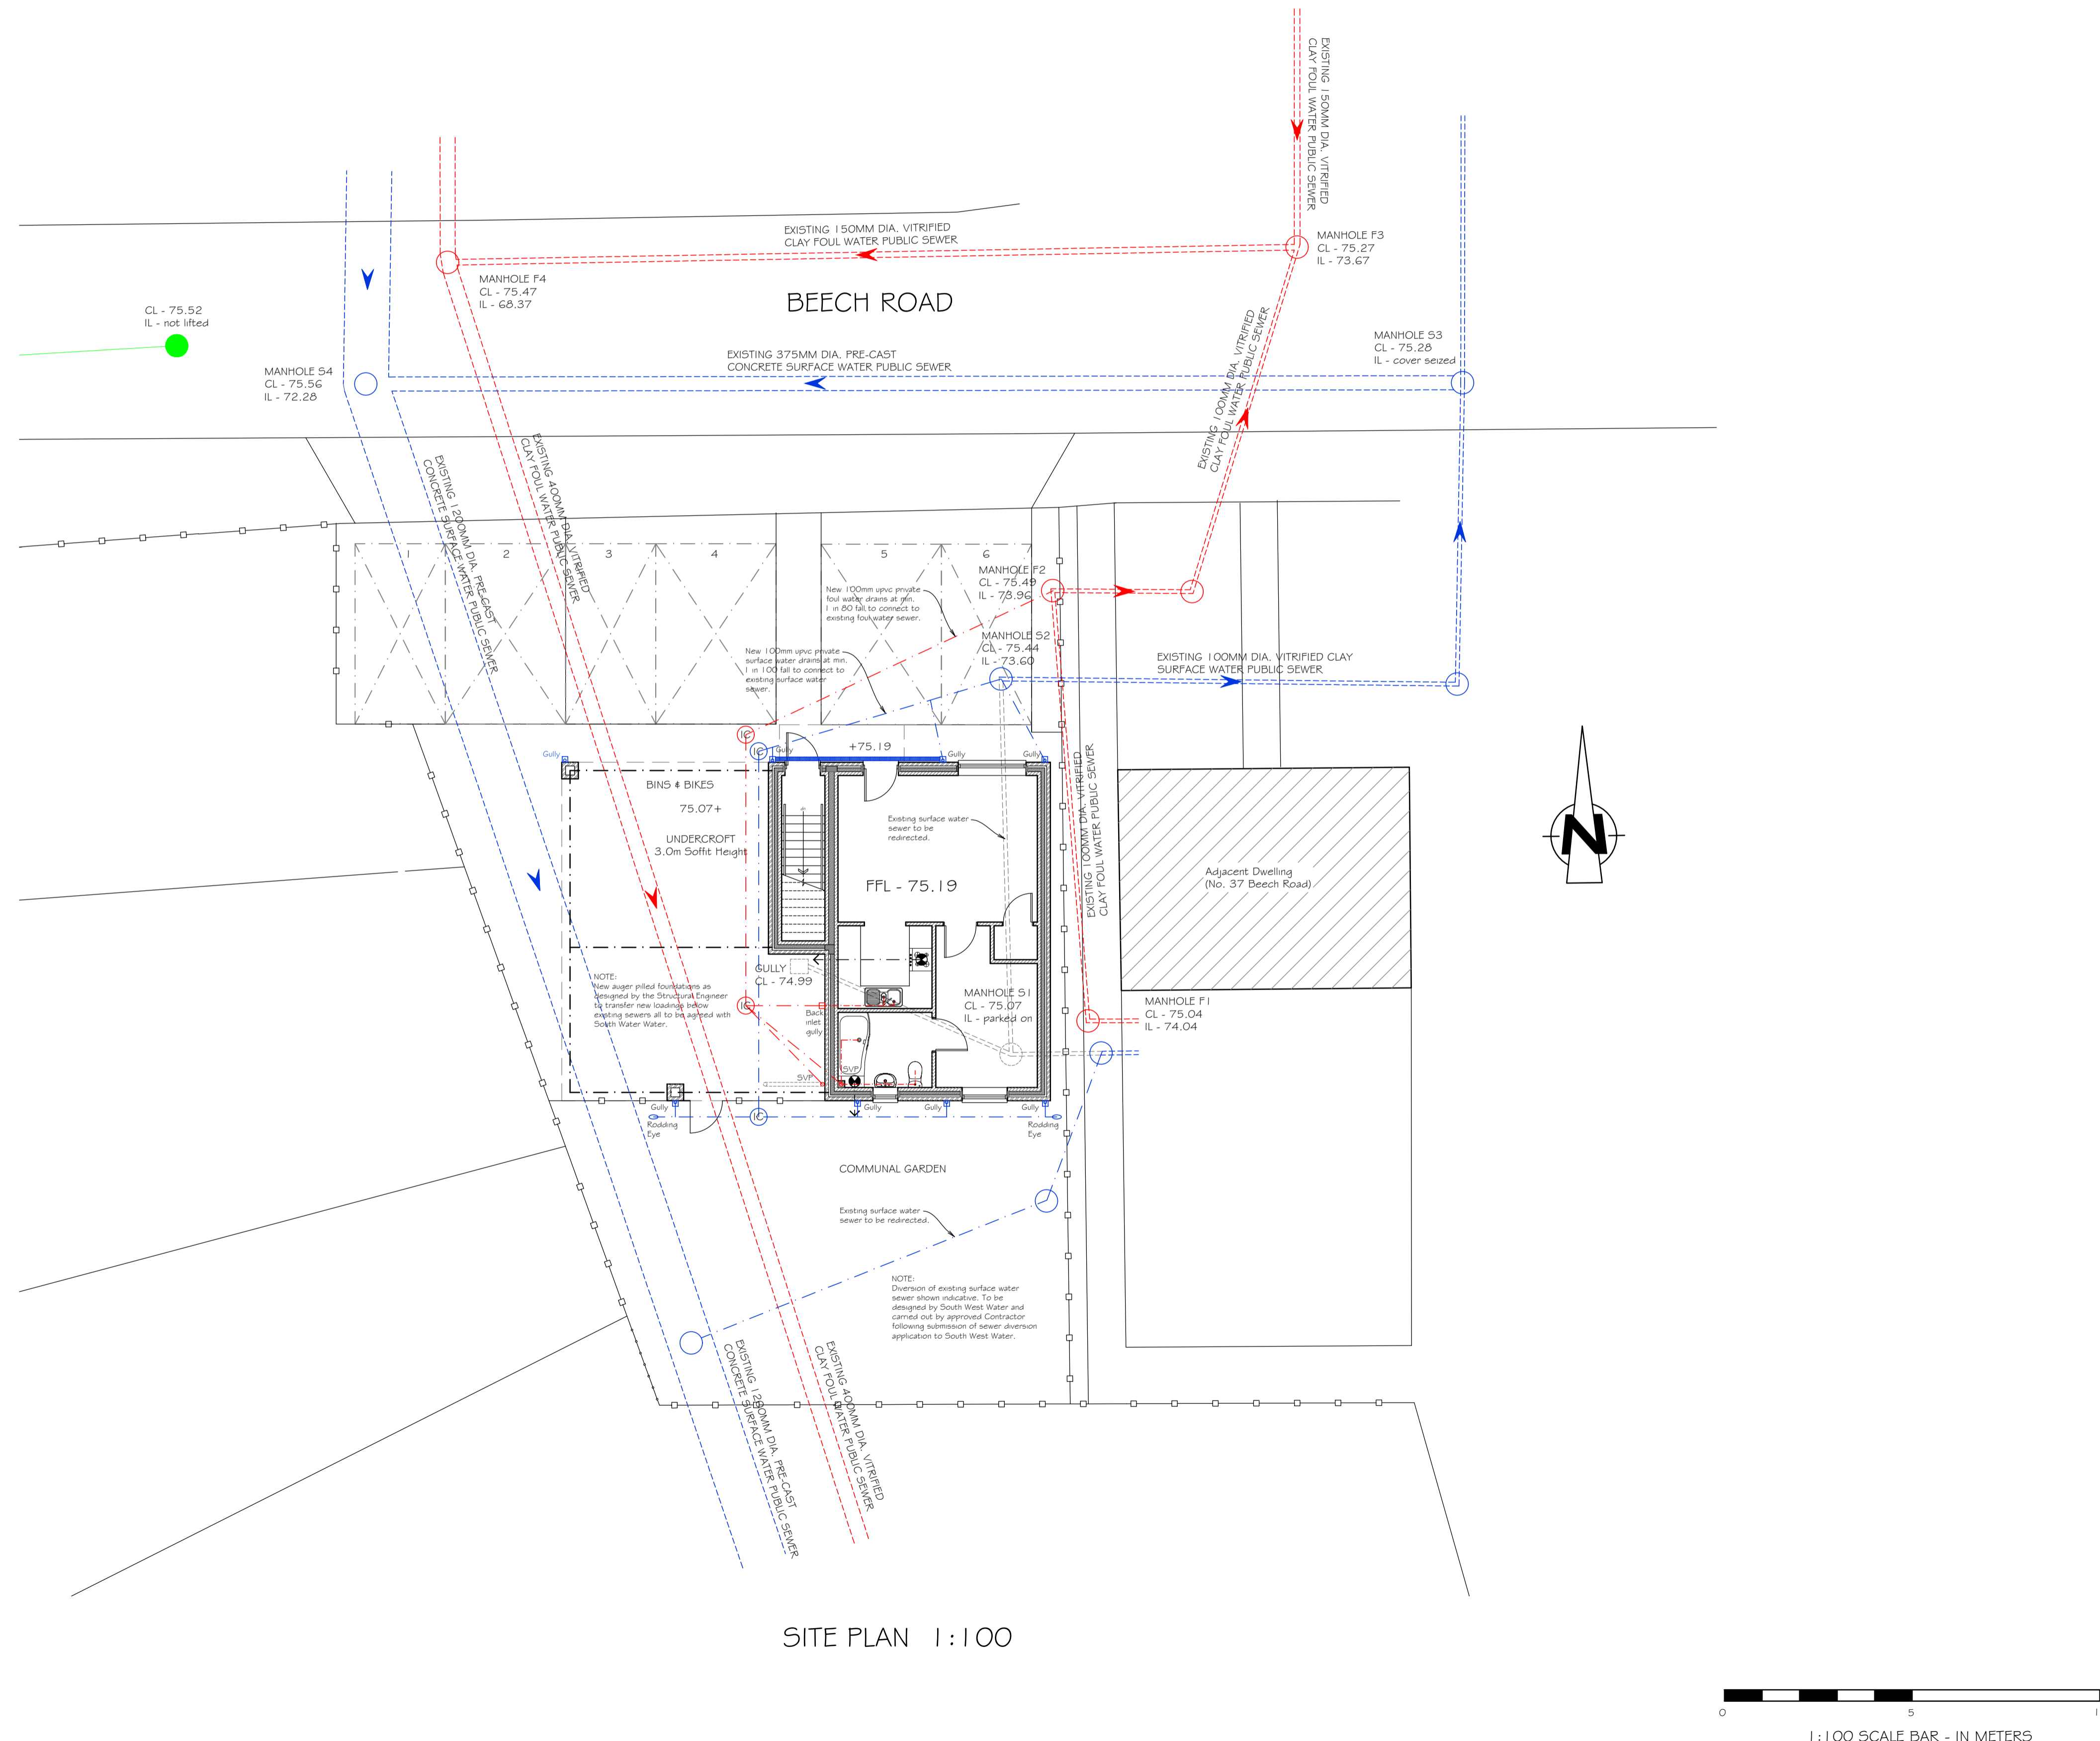 EXISTING 150MM DIA. VITRIFIED
CLAY FOUL WATER PUBLIC SEWER
EXISTING 150MM DIA. VITRIFIED
CLAY FOUL WATER PUBLIC SEWER
MANHOLE F3
CL - 75.27
IL - 73.67
MANHOLE F4
CL - 75.47
IL - 68.37
BEECH ROAD
CL - 75.52
IL - not lifted
EXISTING 100MM DIA. VITRIFIED
CLAY FOUL WATER PUBLIC SEWER
MANHOLE S3
CL - 75.28
IL - cover seized
EXISTING 375MM DIA. PRE-CAST
CONCRETE SURFACE WATER PUBLIC SEWER
MANHOLE S4
CL - 75.56
IL - 72.28
EXISTING 1200MM DIA. PRE-CAST
CONCRETE SURFACE WATER PUBLIC SEWER
EXISTING 400MM DIA. VITRIFIED
CLAY FOUL WATER PUBLIC SEWER
1
2
3
4
5
6
MANHOLE F2
CL - 75.49
IL - 73.96
New 100mm upvc private
foul water drains at min.
1 in 80 fall to connect to
existing foul water sewer.
MANHOLE S2
CL - 75.44
IL - 73.60
New 100mm upvc private
surface water drains at min.
1 in 100 fall to connect to
existing surface water
sewer.
EXISTING 100MM DIA. VITRIFIED CLAY
SURFACE WATER PUBLIC SEWER
IC
IC
Gully
Gully
+75.19
Gully
Gully
EXISTING 100MM DIA. VITRIFIED
CLAY FOUL WATER PUBLIC SEWER
BINS & BIKES
75.07+
UNDERCROFT
3.0m Soffit Height
Existing surface water
sewer to be
redirected.
FFL - 75.19
Adjacent Dwelling
(No. 37 Beech Road)
N
NOTE:
New auger pilled foundations as
designed by the Structural Engineer
to transfer new loadings below
existing sewers all to be agreed with
South Water Water.
GULLY
CL - 74.99
IC
Back
inlet
gully
MANHOLE S1
CL - 75.07
IL - parked on
MANHOLE F1
CL - 75.04
IL - 74.04
SVP
SVP
Gully
Gully
Gully
Gully
IC
Rodding
Eye
Rodding
Eye
COMMUNAL GARDEN
Existing surface water
sewer to be redirected.
NOTE:
Diversion of existing surface water
sewer shown indicative. To be
designed by South West Water and
carried out by approved Contractor
following submission of sewer diversion
application to South West Water.
EXISTING 1200MM DIA. PRE-CAST
CONCRETE SURFACE WATER PUBLIC SEWER
EXISTING 400MM DIA. VITRIFIED
CLAY FOUL WATER PUBLIC SEWER
SITE PLAN 1:100
0
5
1
1:100 SCALE BAR - IN METERS